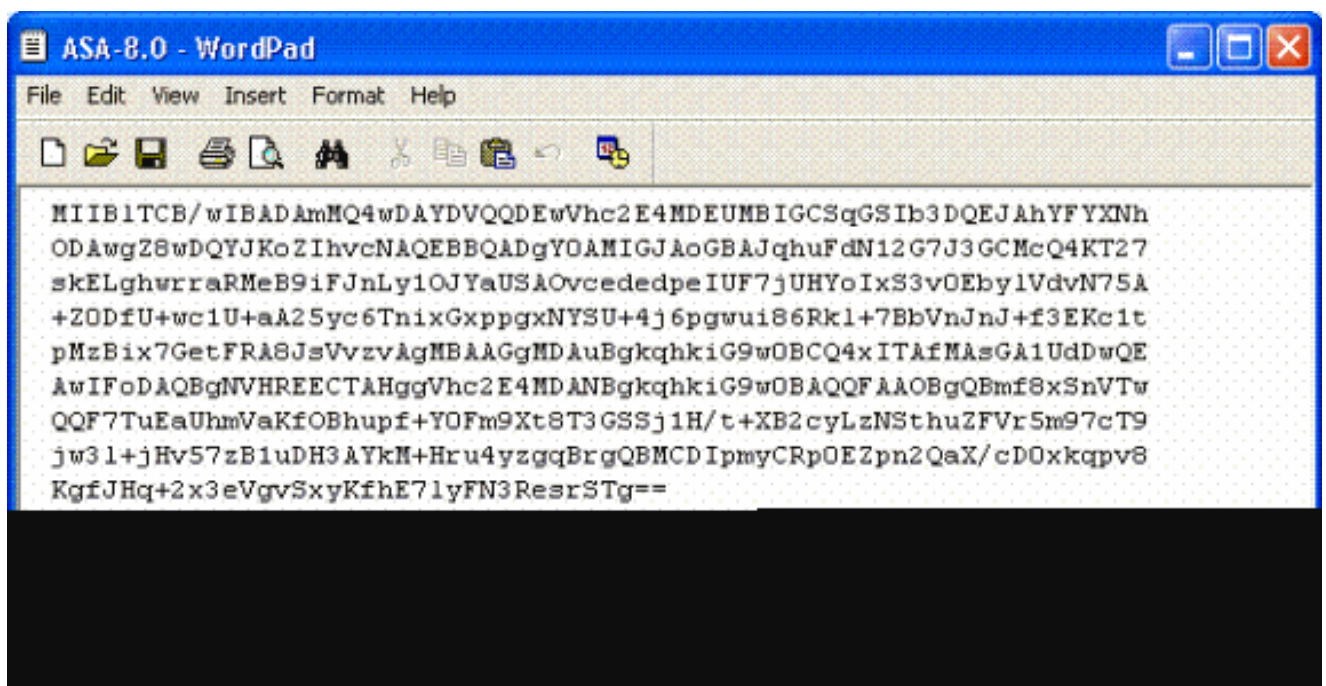 ASA-8.0 - WordPad
File Edit View Insert Format Help
MIIB1TCB/wIBADAmMQ4wDAYDVQQDEwVhc2E4MDEUMBIGCSqGSIb3DQEJAhYFYXNh
ODAwgZ8wDQYJKoZIhvcNAQEBBQADgY0AMIGJAoGBAJqhuFdN12G7J3GCMcQ4KT27
skELghwrraRMeB9iFJnLy1OJYaUSAOvcededpeIUF7jUHYoIxS3vOEbylVdvN75A
+ZODfU+wc1U+aA25yc6TnixGxppgxNYSU+4j6pgwui86Rkl+7BbVnJnJ+f3EKc1t
pMzBix7GetFRA8JsVvzvAgMBAAGgMDAuBgkqhkiG9w0BCQ4xITAfMAsGA1UdDwQE
AwIFoDAQBgNVHREECTAHggVhc2E4MDANBgkqhkiG9w0BAQQFAAOBgQBmf8xSnVTw
QQF7TuEaUhmVaKfOBhupf+YOFm9Xt8T3GSSj1H/t+XB2cyLzNSthuZFVr5m97cT9
jw3l+jHv57zB1uDH3AYkM+Hru4yzgqBrgQBMCDIpmyCRpOEZpn2QaX/cDOxkqpv8
KgfJHq+2x3eVgvSxyKfhE7lyFN3ResrSTg==